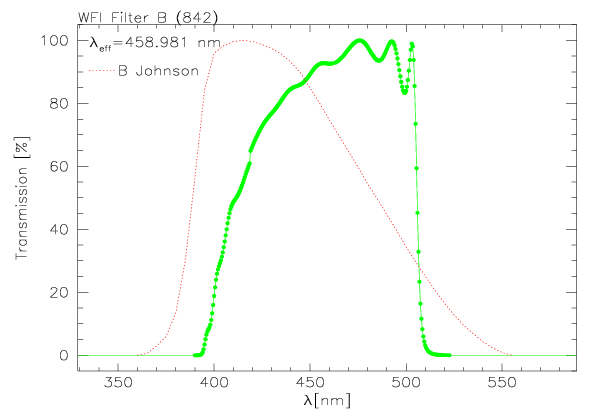 WFI Filter B (842)
λeff=458.981 nm
B Johnson
100
80
60
40
20
0
Transmission [%]
350 400 450 500 550
λ[nm]